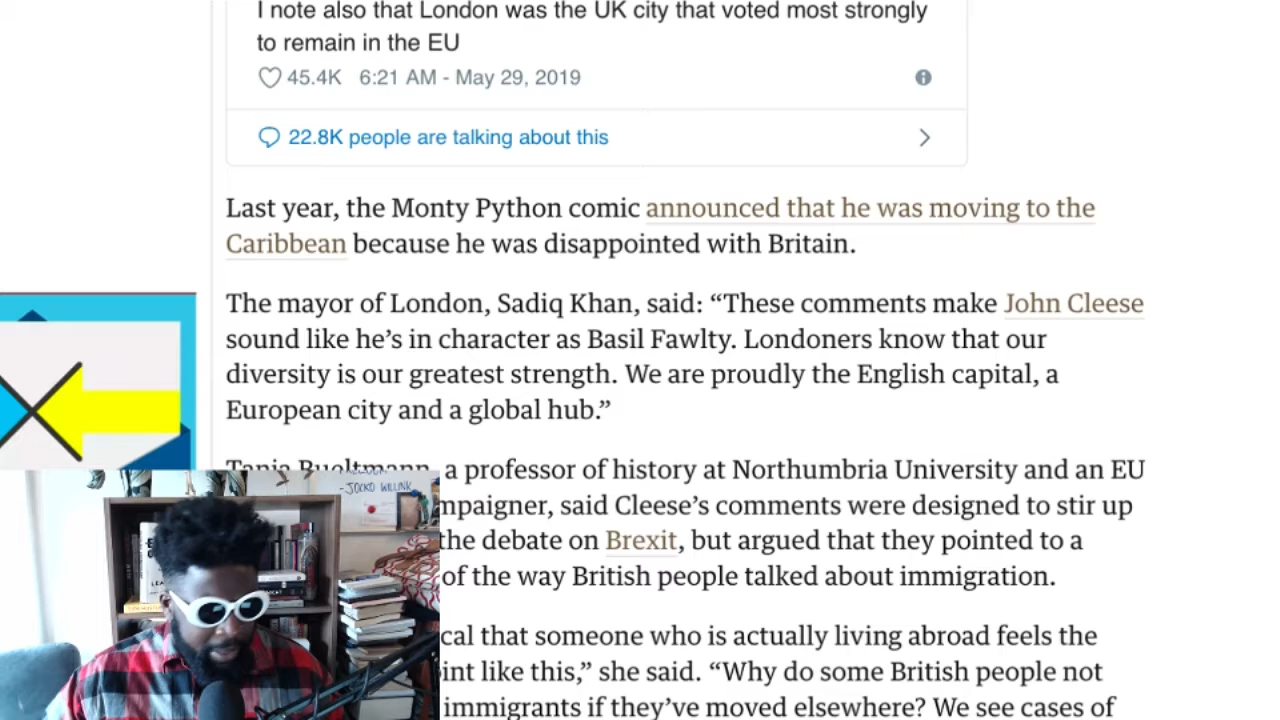 I note also that London was the UK city that voted most strongly
to remain in the EU
45.4K 6:21 AM - May 29, 2019
22.8K people are talking about this
Last year, the Monty Python comic announced that he was moving to the
Caribbean because he was disappointed with Britain.
The mayor of London, Sadiq Khan, said: “These comments make John Cleese
sound like he’s in character as Basil Fawlty. Londoners know that our
diversity is our greatest strength. We are proudly the English capital, a
European city and a global hub.”
Tanja Bueltmann, a professor of history at Northumbria University and an EU
mpaigner, said Cleese’s comments were designed to stir up
the debate on Brexit, but argued that they pointed to a
of the way British people talked about immigration.
-JOCKO WILLINK
cal that someone who is actually living abroad feels the
int like this,” she said. “Why do some British people not
immigrants if they’ve moved elsewhere? We see cases of